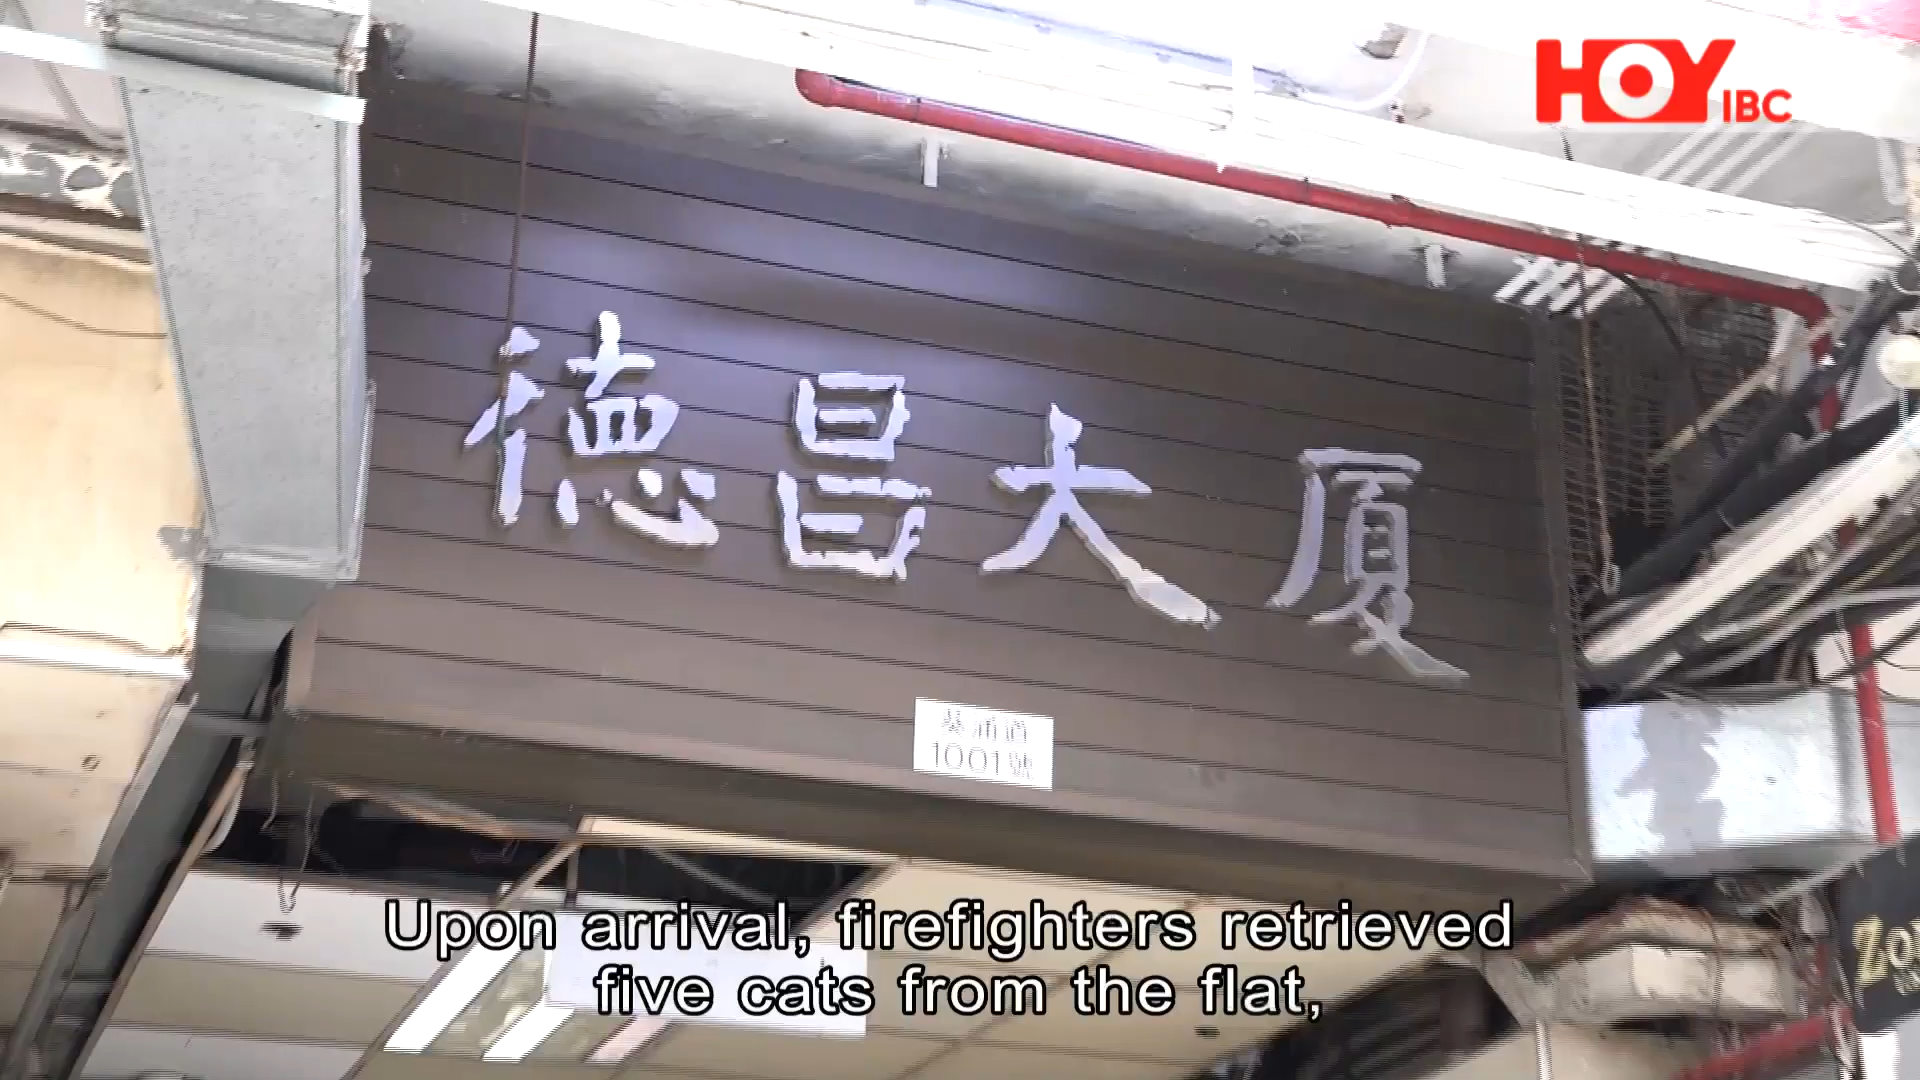 HOY IBC
德昌大厦
1001號
Upon arrival, firefighters retrieved
five cats from the flat,